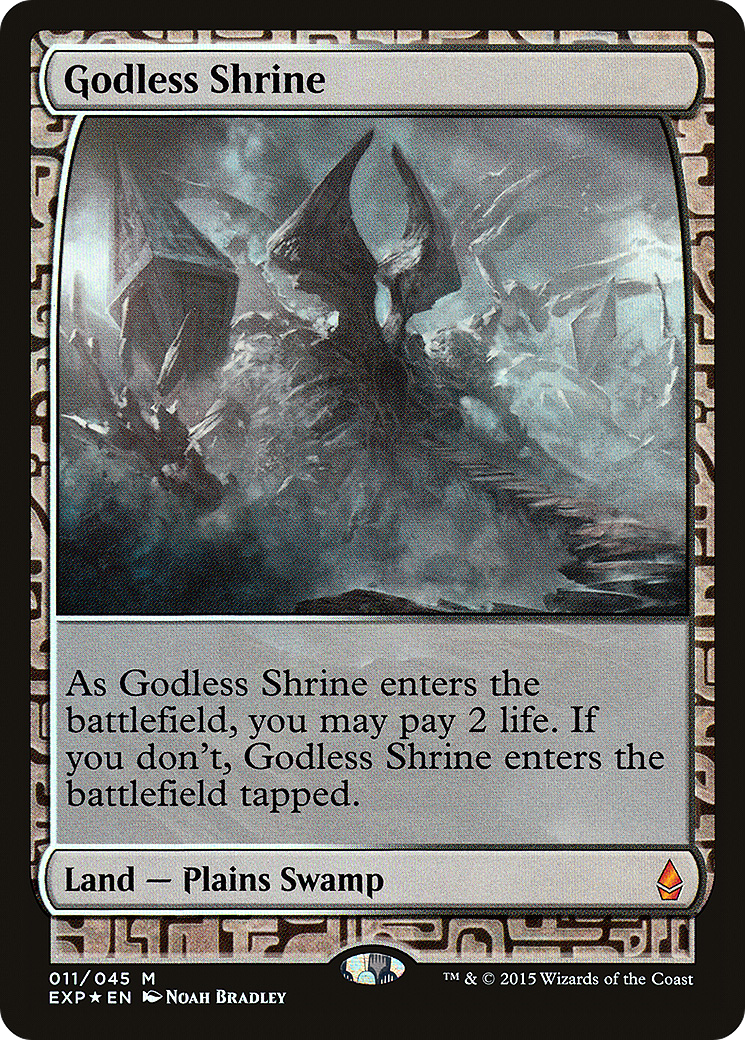 Godless Shrine
As Godless Shrine enters the
battlefield, you may pay 2 life. If
you don't, Godless Shrine enters the
battlefield tapped.
Land — Plains Swamp
011/045 M
EXP★EN Noah Bradley
™ & © 2015 Wizards of the Coast